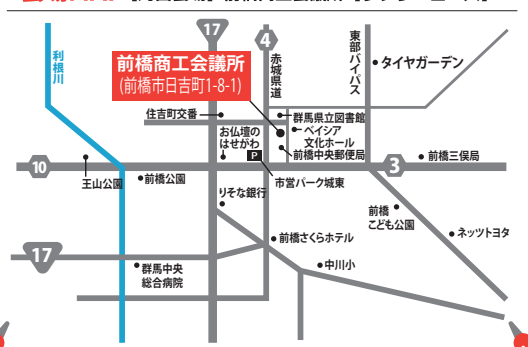 17
4
利根川
赤城県道
東部バイパス
タイヤガーデン
前橋商工会議所
(前橋市日吉町1-8-1)
住吉町交番
群馬県立図書館
ベイシア
文化ホール
前橋中央郵便局
お仏壇の
はせがわ
P
10
3
前橋三俣局
王山公園
前橋公園
市営パーク城東
りそな銀行
前橋
こども公園
ネッツトヨタ
前橋さくらホテル
17
群馬中央
総合病院
中川小